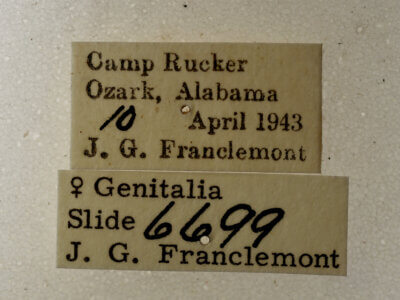 Camp Rucker
Ozark, Alabama
10 April 1943
J. G. Franclemont
♀ Genitalia
Slide 6699
J. G. Franclemont